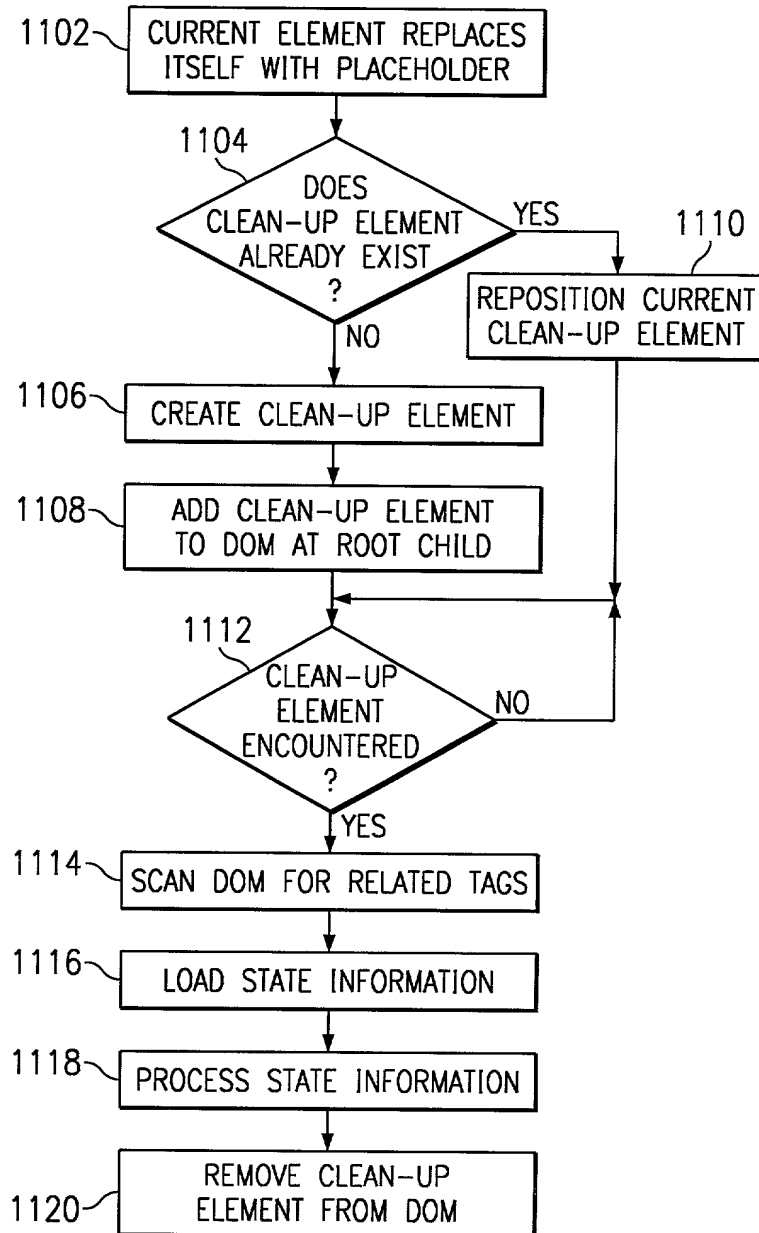 1102
CURRENT ELEMENT REPLACES
ITSELF WITH PLACEHOLDER
1104
DOES
CLEAN-UP ELEMENT
ALREADY EXIST
?
YES
NO
1110
REPOSITION CURRENT
CLEAN-UP ELEMENT
1106
CREATE CLEAN-UP ELEMENT
1108
ADD CLEAN-UP ELEMENT
TO DOM AT ROOT CHILD
1112
CLEAN-UP
ELEMENT
ENCOUNTERED
?
NO
YES
1114
SCAN DOM FOR RELATED TAGS
1116
LOAD STATE INFORMATION
1118
PROCESS STATE INFORMATION
1120
REMOVE CLEAN-UP
ELEMENT FROM DOM